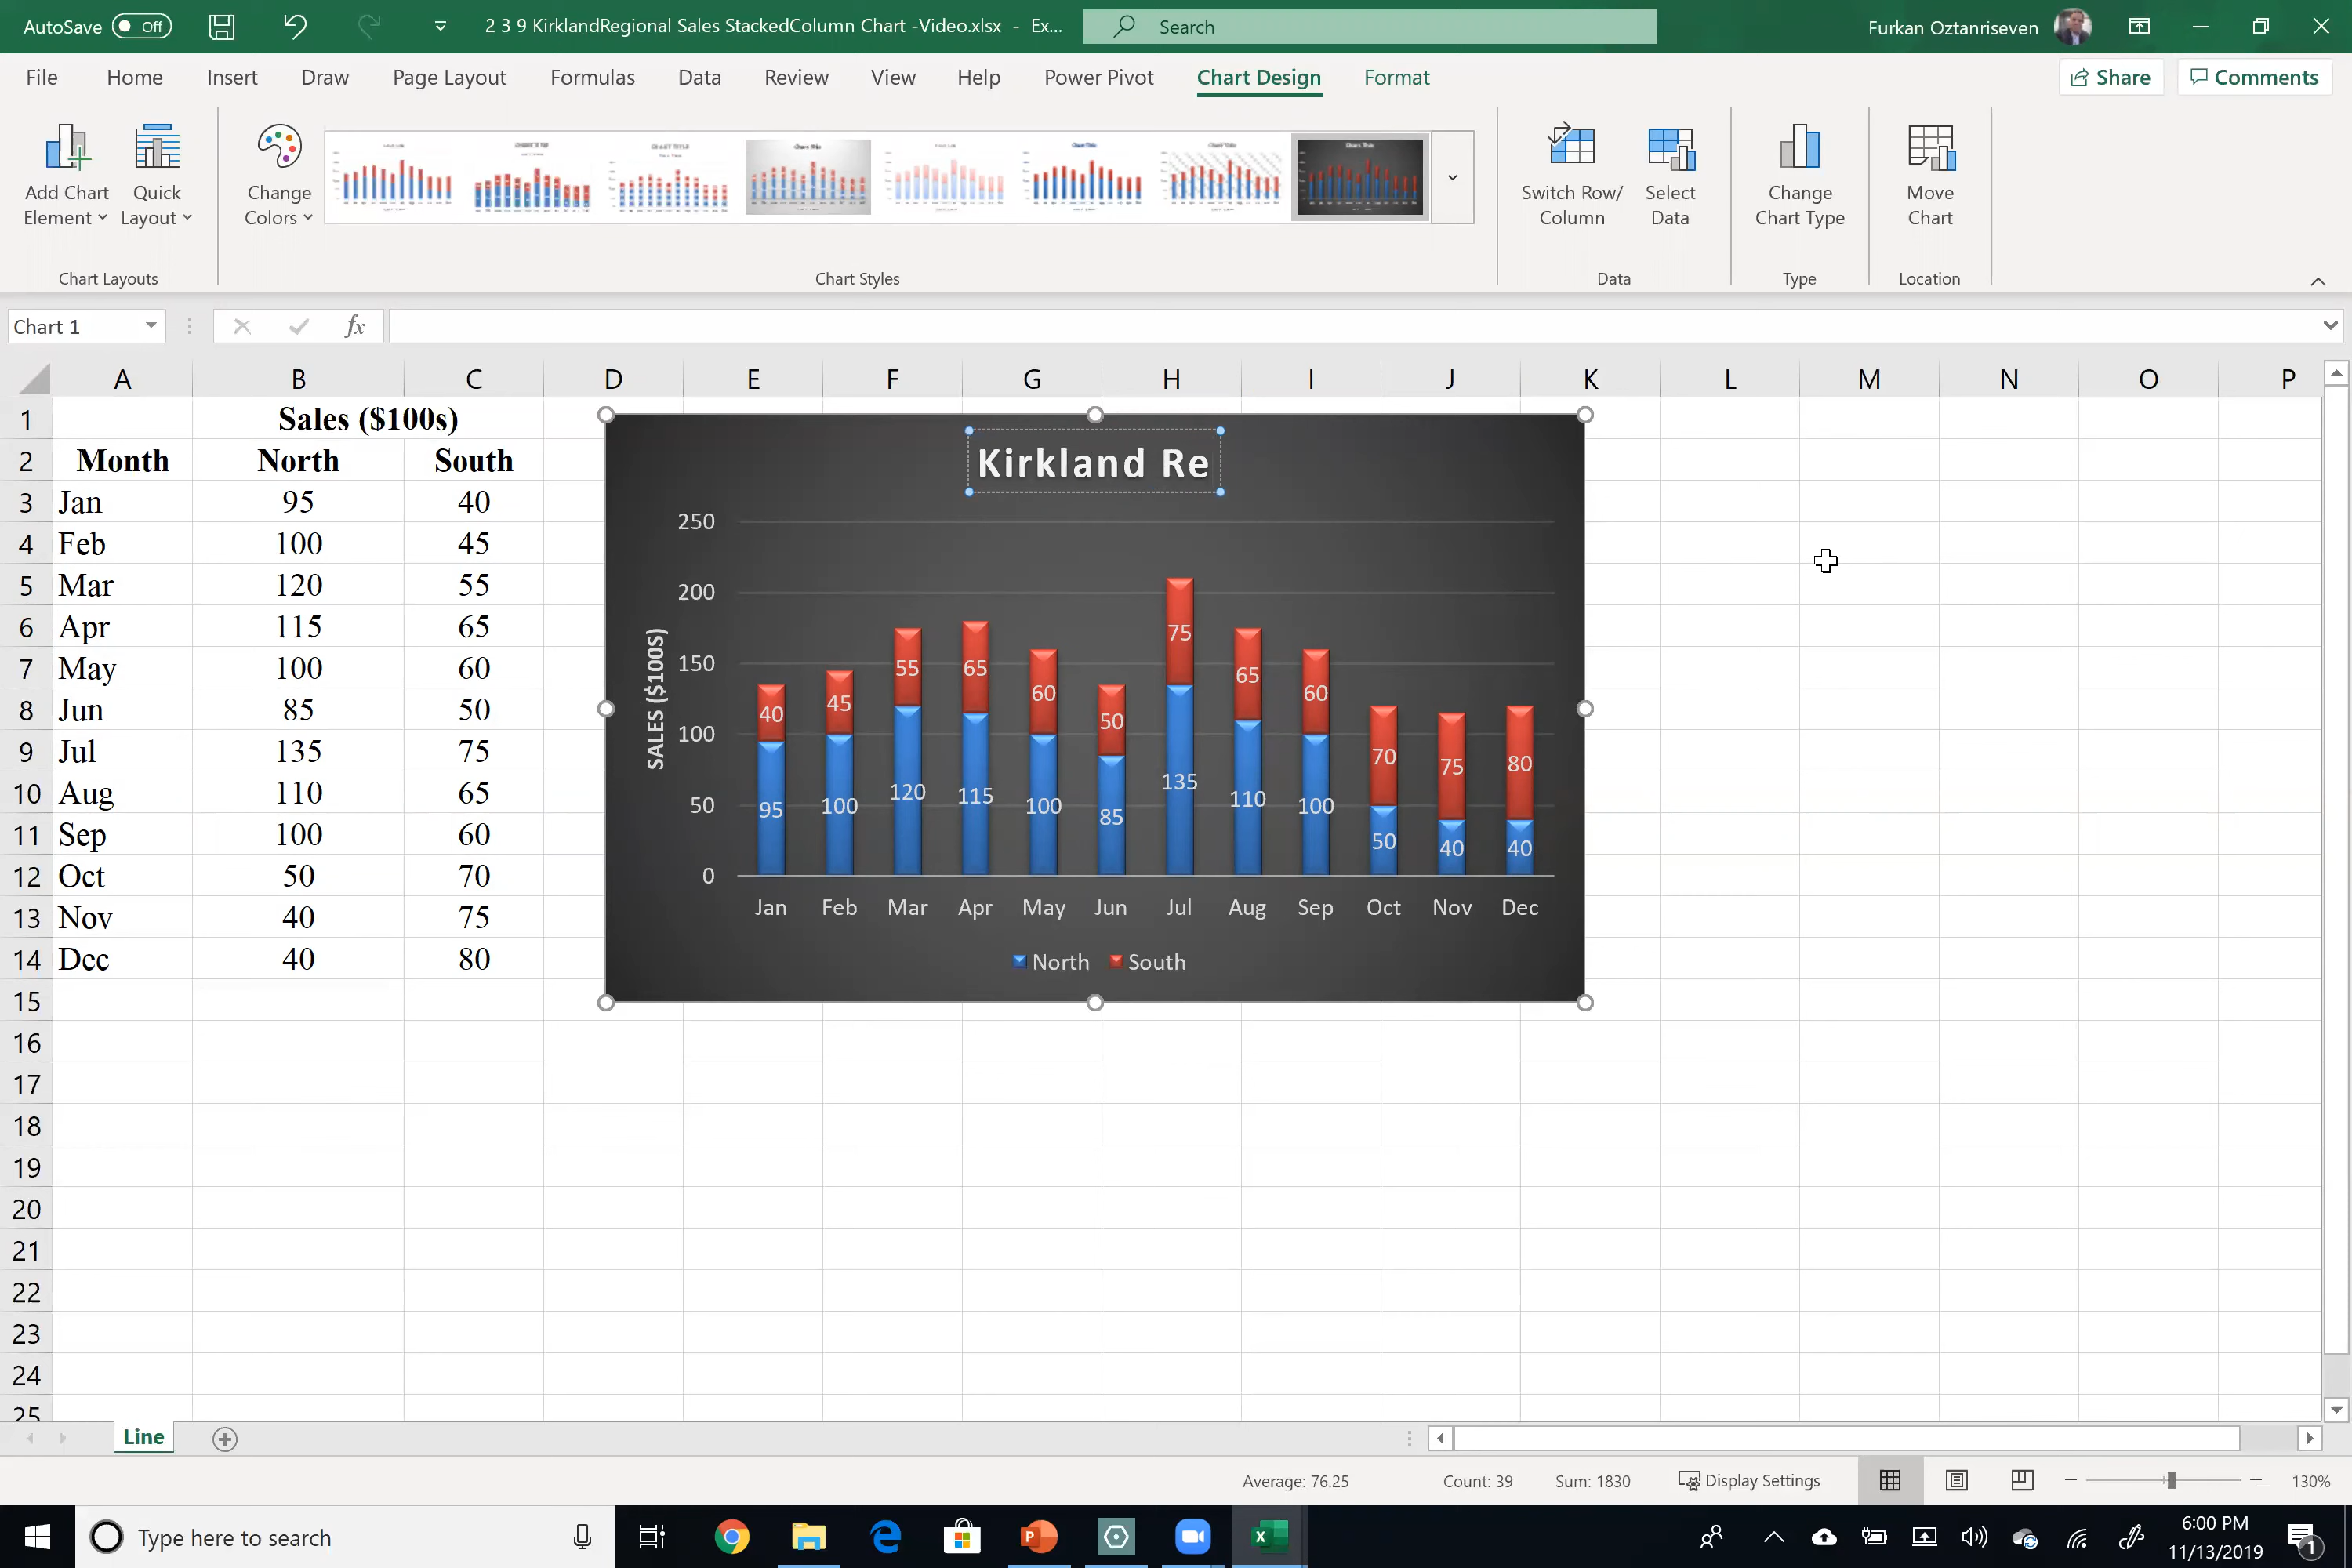 AutoSave Off 2 3 9 KirklandRegional Sales StackedColumn Chart -Video.xlsx - Ex... Search Furkan Oztanriseven
File Home Insert Draw Page Layout Formulas Data Review View Help Power Pivot Chart Design Format Share Comments
Add Chart Element Quick Layout Change Colors Switch Row/ Column Select Data Change Chart Type Move Chart
Chart Layouts Chart Styles Data Type Location
Chart 1 fx
A B C D E F G H I J K L M N O P
1 Sales ($100s)
2 Month North South
3 Jan 95 40
4 Feb 100 45
5 Mar 120 55
6 Apr 115 65
7 May 100 60
8 Jun 85 50
9 Jul 135 75
10 Aug 110 65
11 Sep 100 60
12 Oct 50 70
13 Nov 40 75
14 Dec 40 80
15
16
17
18
19
20
21
22
23
24
25
Kirkland Re
SALES ($100S)
250
200
150
100
50
0
40 45 55 65 60 50 75 65 60 70 75 80
95 100 120 115 100 85 135 110 100 50 40 40
Jan Feb Mar Apr May Jun Jul Aug Sep Oct Nov Dec
North South
Line
Average: 76.25 Count: 39 Sum: 1830 Display Settings 130%
Type here to search 6:00 PM
11/13/2019 1